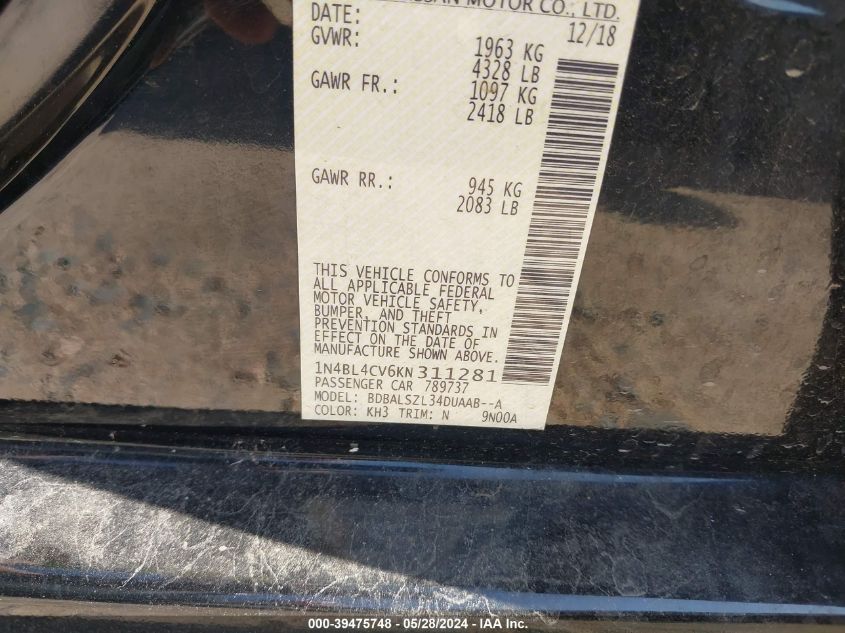 MOTOR CO., LTD.
DATE: 12/18
GVWR: 1963 KG
4328 LB
GAWR FR.: 1097 KG
2418 LB
GAWR RR.: 945 KG
2083 LB
THIS VEHICLE CONFORMS TO
ALL APPLICABLE FEDERAL
MOTOR VEHICLE SAFETY,
BUMPER, AND THEFT
PREVENTION STANDARDS IN
EFFECT ON THE DATE OF
MANUFACTURE SHOWN ABOVE.
1N4BL4CV6KN311281
PASSENGER CAR 789737
MODEL: BDBALSZL34DUAAB--A
COLOR: KH3 TRIM: N 9N00A
000-39475748 - 05/28/2024 - IAA Inc.